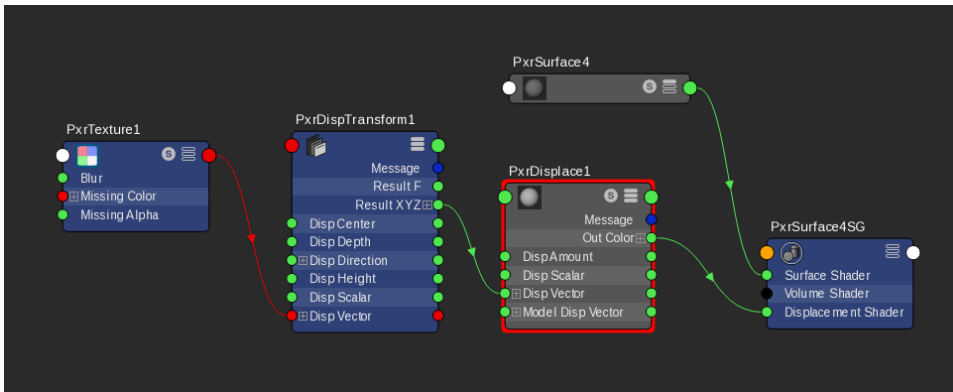 PxrSurface4
S
PxrTexture1
S
Blur
Missing Color
Missing Alpha
PxrDispTransform1
Message
Result F
Result XYZ
Disp Center
Disp Depth
Disp Direction
Disp Height
Disp Scalar
Disp Vector
PxrDisplace1
S
Message
Out Color
Disp Amount
Disp Scalar
Disp Vector
Model Disp Vector
PxrSurface4SG
Surface Shader
Volume Shader
Displacement Shader